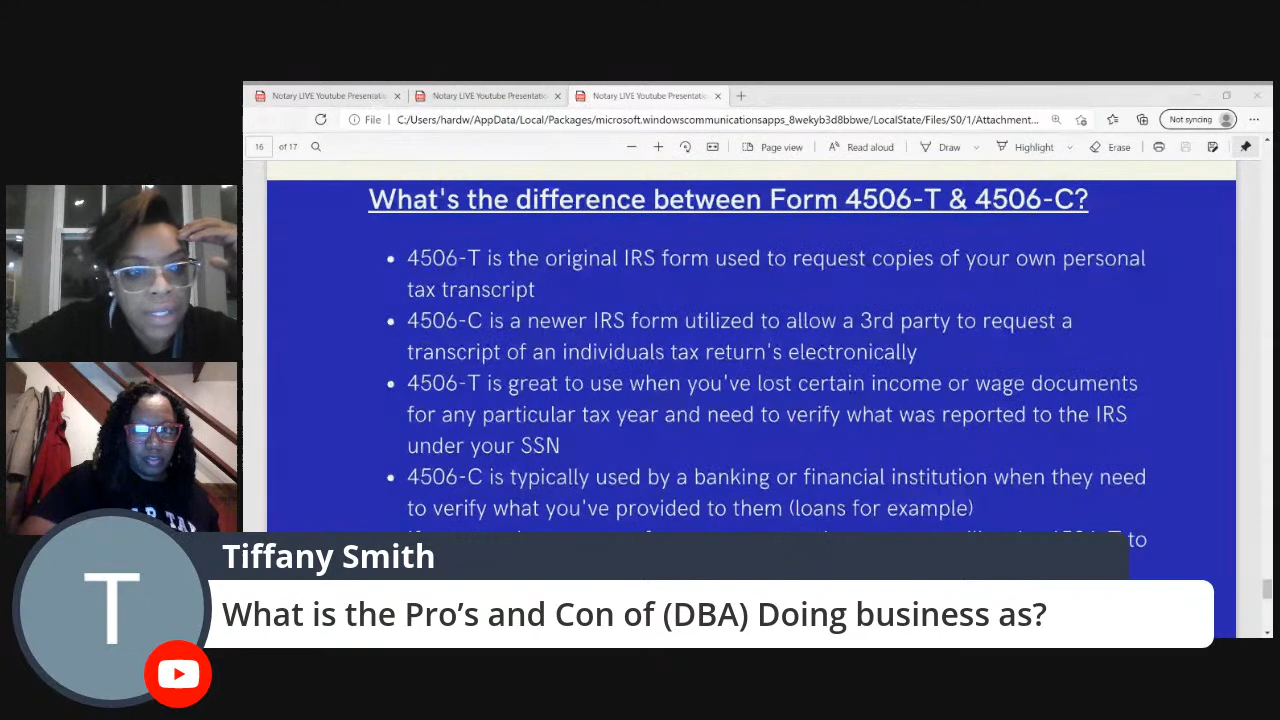 Notary LIVE Youtube Presentatio
Notary LIVE Youtube Presentatio
Notary LIVE Youtube Presentatio
File C:/Users/hardw/AppData/Local/Packages/microsoft.windowscommunicationsapps_8wekyb3d8bbwe/LocalState/Files/S0/1/Attachment...
Not syncing
16 of 17
Page view
Read aloud
Draw
Highlight
Erase
What's the difference between Form 4506-T & 4506-C?
• 4506-T is the original IRS form used to request copies of your own personal
tax transcript
• 4506-C is a newer IRS form utilized to allow a 3rd party to request a
transcript of an individuals tax return's electronically
• 4506-T is great to use when you've lost certain income or wage documents
for any particular tax year and need to verify what was reported to the IRS
under your SSN
• 4506-C is typically used by a banking or financial institution when they need
to verify what you've provided to them (loans for example)
to
T
Tiffany Smith
What is the Pro’s and Con of (DBA) Doing business as?